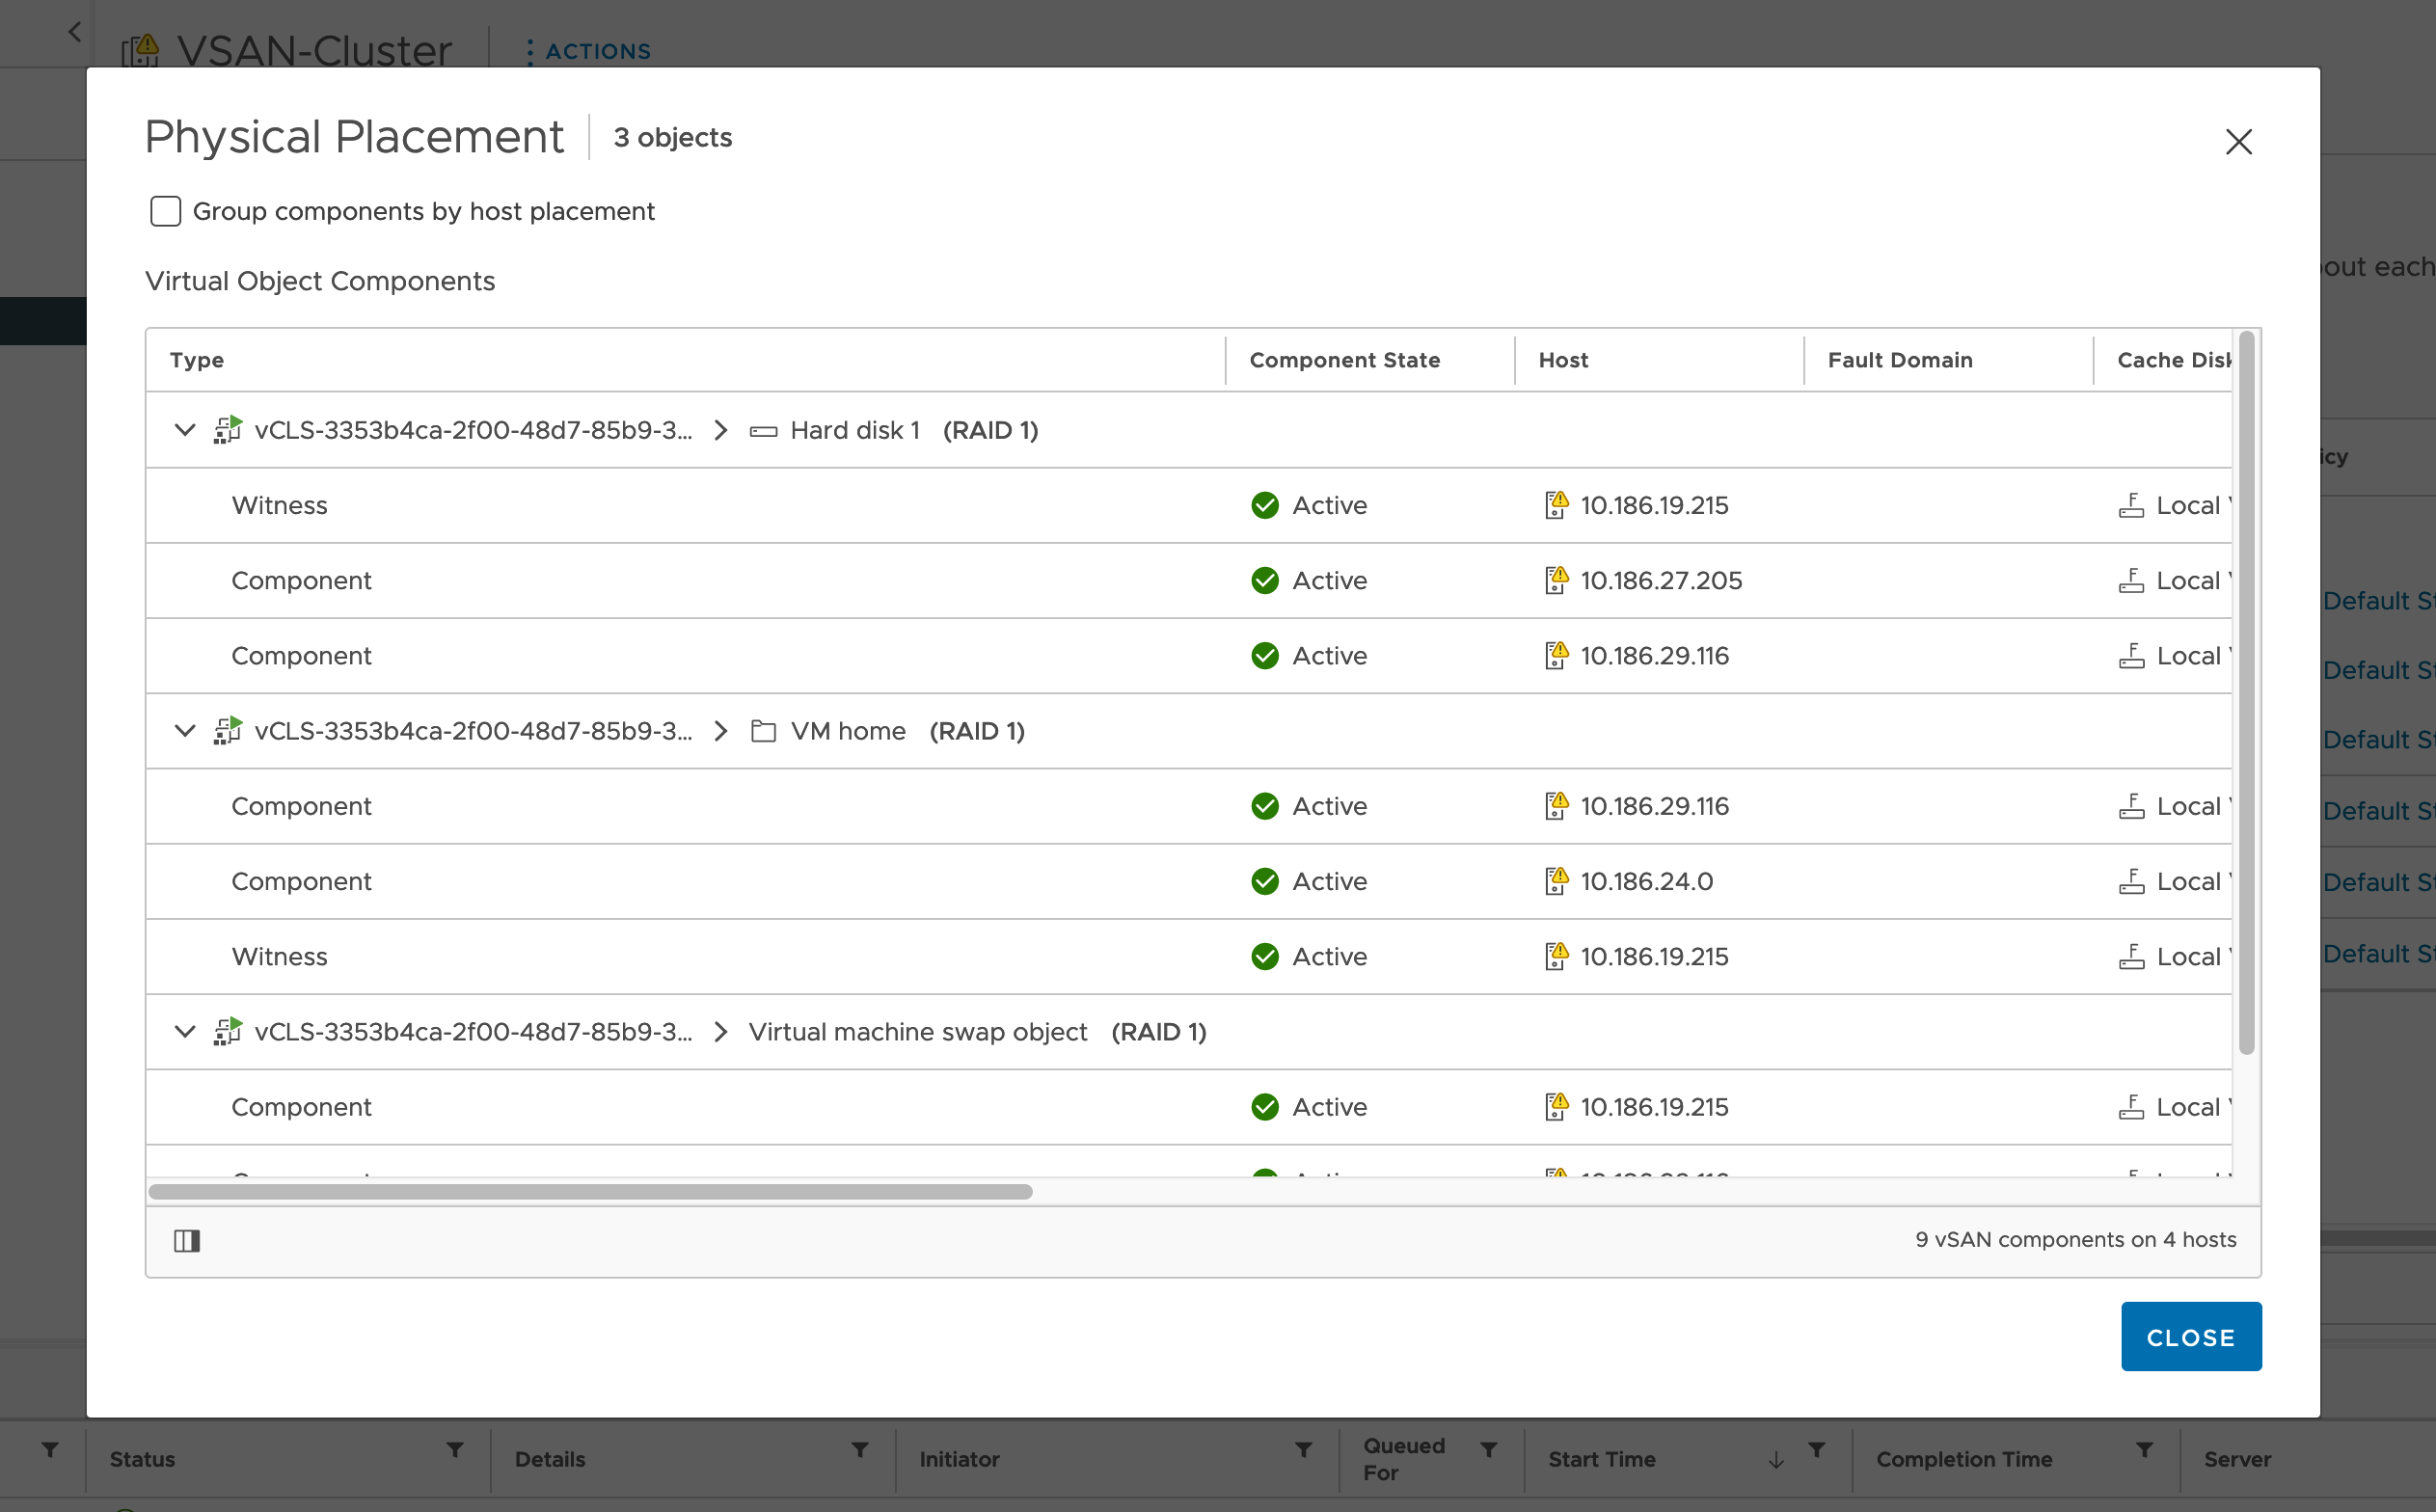 VSAN-Cluster ACTIONS
Physical Placement 3 objects
Group components by host placement
Virtual Object Components
out each
Type Component State Host Fault Domain Cache Disk
vCLS-3353b4ca-2f00-48d7-85b9-3... > Hard disk 1 (RAID 1)
icy
Witness Active 10.186.19.215 Local
Component Active 10.186.27.205 Local
Default St
Component Active 10.186.29.116 Local
Default St
vCLS-3353b4ca-2f00-48d7-85b9-3... > VM home (RAID 1)
Default St
Component Active 10.186.29.116 Local
Default St
Component Active 10.186.24.0 Local
Default St
Witness Active 10.186.19.215 Local
Default St
vCLS-3353b4ca-2f00-48d7-85b9-3... > Virtual machine swap object (RAID 1)
Component Active 10.186.19.215 Local
9 vSAN components on 4 hosts
CLOSE
Status Details Initiator Queued For Start Time Completion Time Server